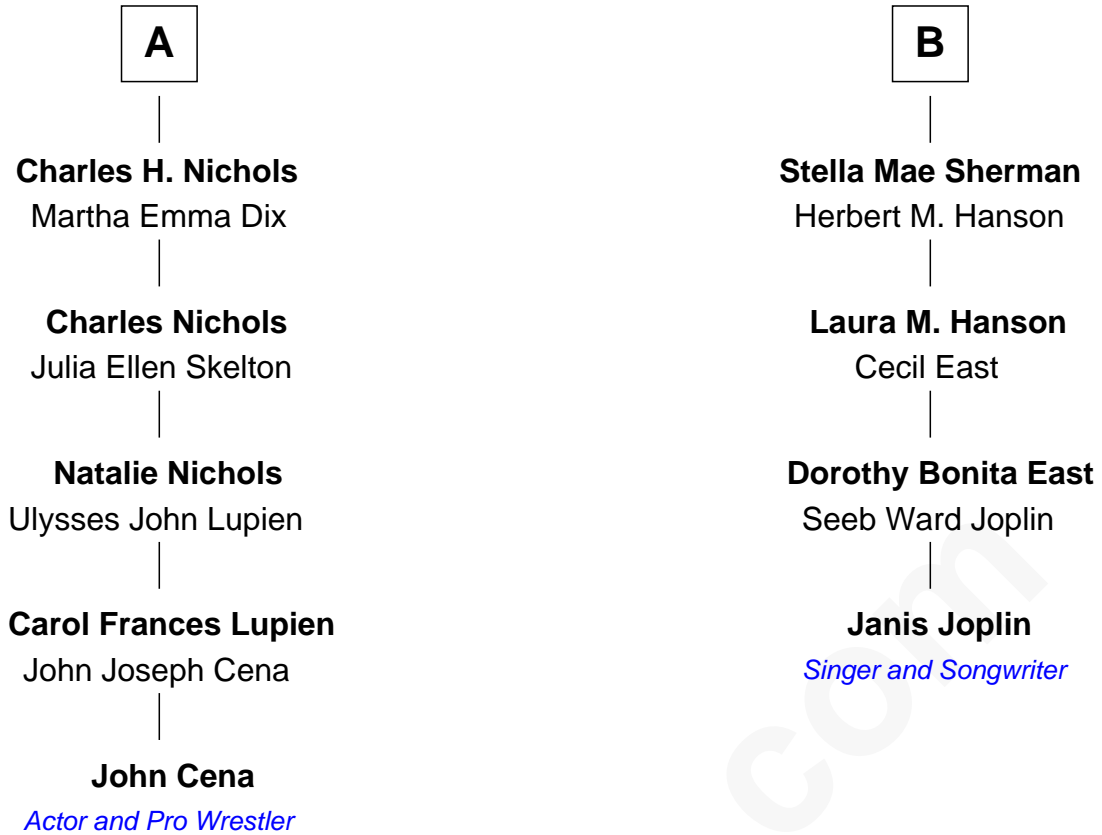 A
Charles H. Nichols
Martha Emma Dix
Charles Nichols
Julia Ellen Skelton
Natalie Nichols
Ulysses John Lupien
Carol Frances Lupien
John Joseph Cena
John Cena
Actor and Pro Wrestler
B
Stella Mae Sherman
Herbert M. Hanson
Laura M. Hanson
Cecil East
Dorothy Bonita East
Seeb Ward Joplin
Janis Joplin
Singer and Songwriter
com